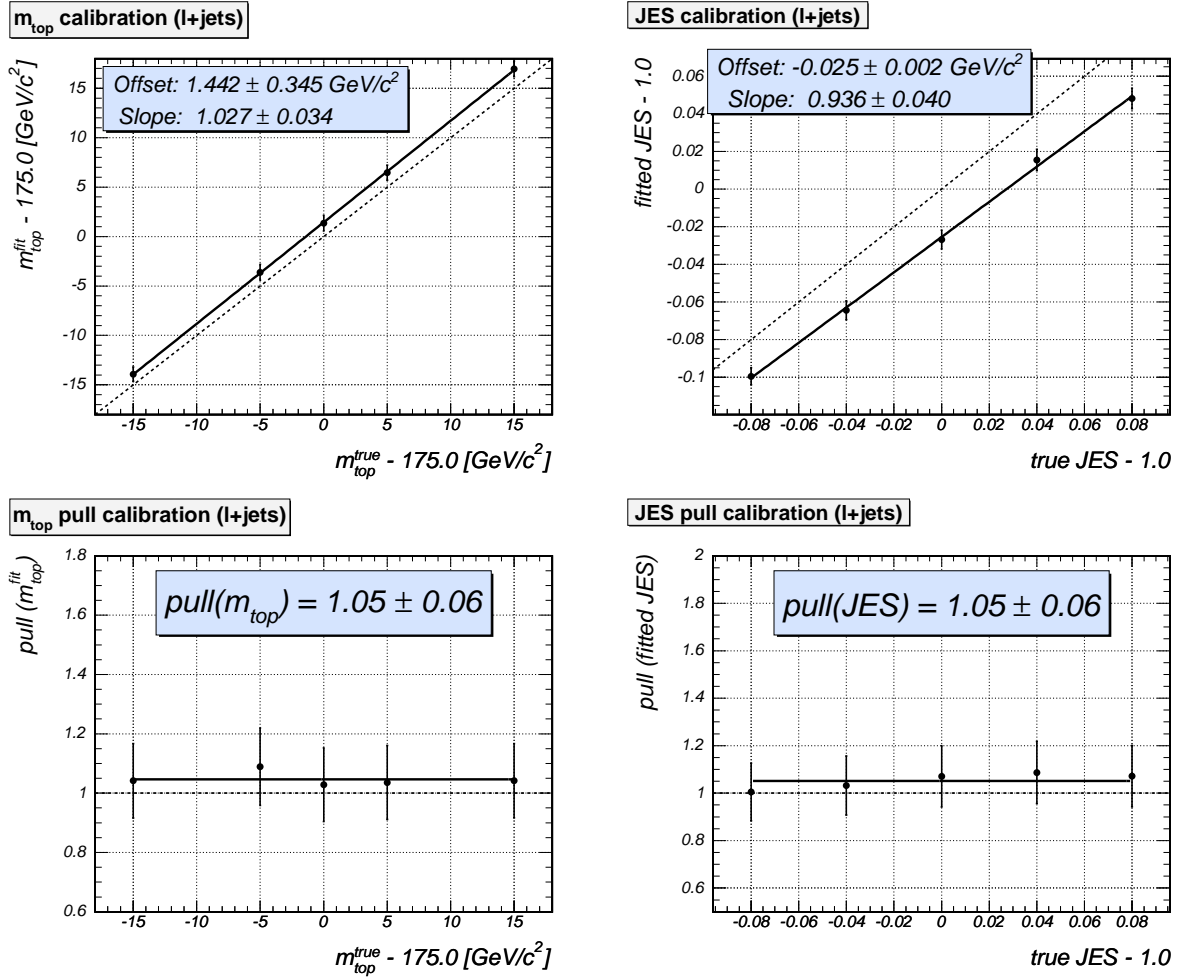 m_top calibration (l+jets)
Offset: 1.442 ± 0.345 GeV/c²
Slope: 1.027 ± 0.034
m_top^fit - 175.0 [GeV/c²]
15
10
5
0
-5
-10
-15
-15 -10 -5 0 5 10 15
m_top^true - 175.0 [GeV/c²]
JES calibration (l+jets)
Offset: -0.025 ± 0.002 GeV/c²
Slope: 0.936 ± 0.040
fitted JES - 1.0
0.06
0.04
0.02
0
-0.02
-0.04
-0.06
-0.08
-0.1
-0.08 -0.06 -0.04 -0.02 0 0.02 0.04 0.06 0.08
true JES - 1.0
m_top pull calibration (l+jets)
pull(m_top) = 1.05 ± 0.06
pull (m_top^fit)
1.8
1.6
1.4
1.2
1
0.8
0.6
-15 -10 -5 0 5 10 15
m_top^true - 175.0 [GeV/c²]
JES pull calibration (l+jets)
pull(JES) = 1.05 ± 0.06
pull (fitted JES)
2
1.8
1.6
1.4
1.2
1
0.8
0.6
-0.08 -0.06 -0.04 -0.02 0 0.02 0.04 0.06 0.08
true JES - 1.0